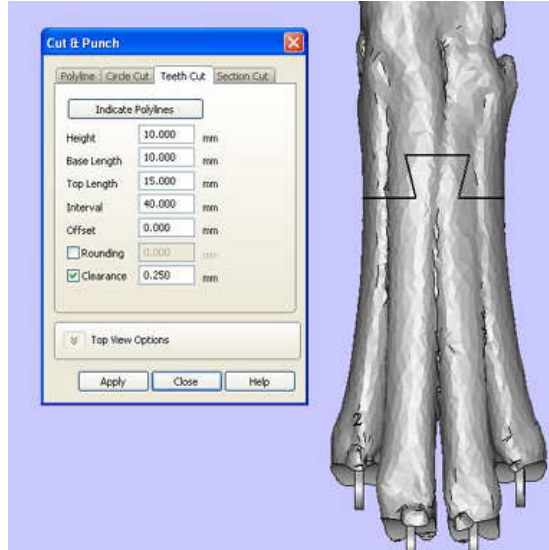 Cut & Punch
Polyline Circle Cut Teeth Cut Section Cut
Indicate Polylines
Height 10.000 mm
Base Length 10.000 mm
Top Length 15.000 mm
Interval 40.000 mm
Offset 0.000 mm
Rounding 0.000 mm
Clearance 0.250 mm
Top View Options
Apply Close Help
2